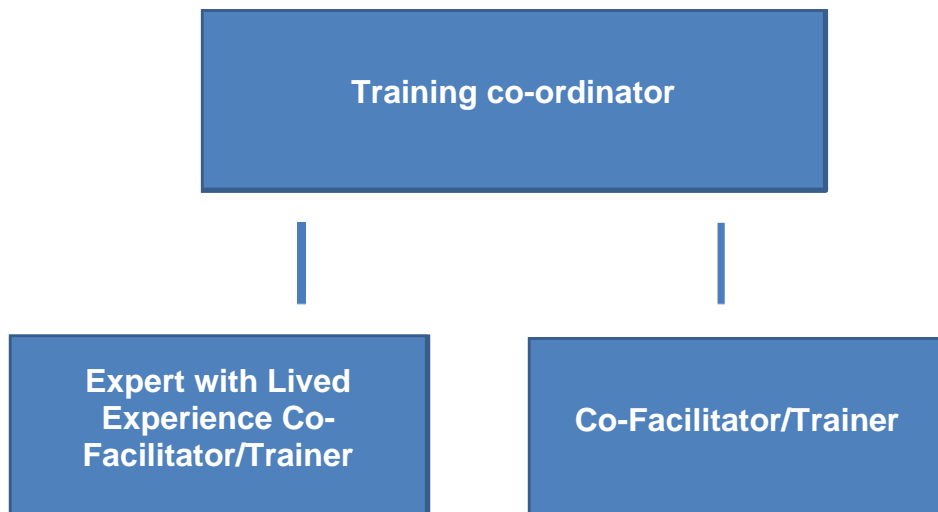 Training co-ordinator
Expert with Lived
Experience Co-
Facilitator/Trainer
Co-Facilitator/Trainer